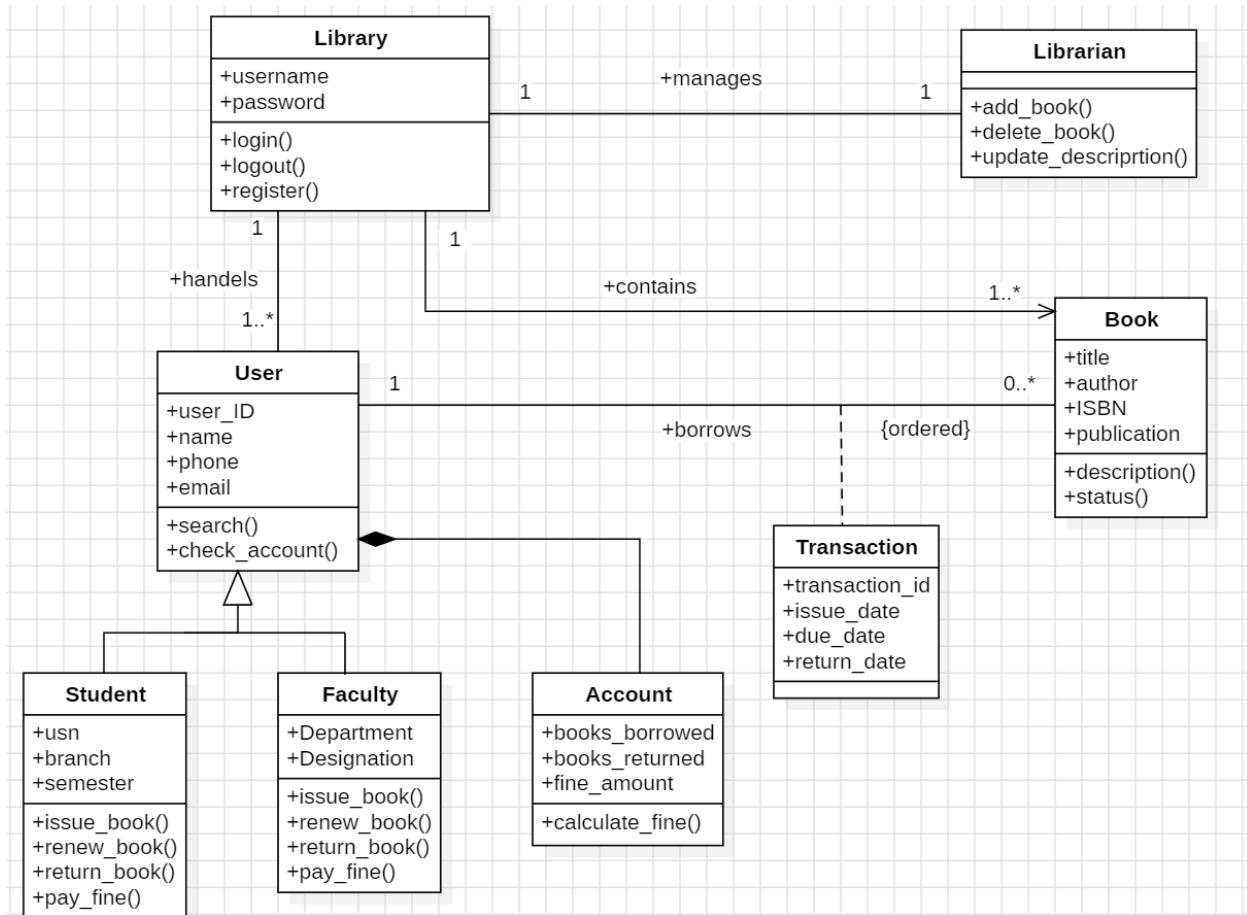 Library
+username
+password
+login()
+logout()
+register()
+manages
1
1
Librarian
+add_book()
+delete_book()
+update_descriprtion()
1
+handels
1..*
1
+contains
1..*
User
+user_ID
+name
+phone
+email
+search()
+check_account()
1
0..*
+borrows
{ordered}
Book
+title
+author
+ISBN
+publication
+description()
+status()
Transaction
+transaction_id
+issue_date
+due_date
+return_date
Student
+usn
+branch
+semester
+issue_book()
+renew_book()
+return_book()
+pay_fine()
Faculty
+Department
+Designation
+issue_book()
+renew_book()
+return_book()
+pay_fine()
Account
+books_borrowed
+books_returned
+fine_amount
+calculate_fine()